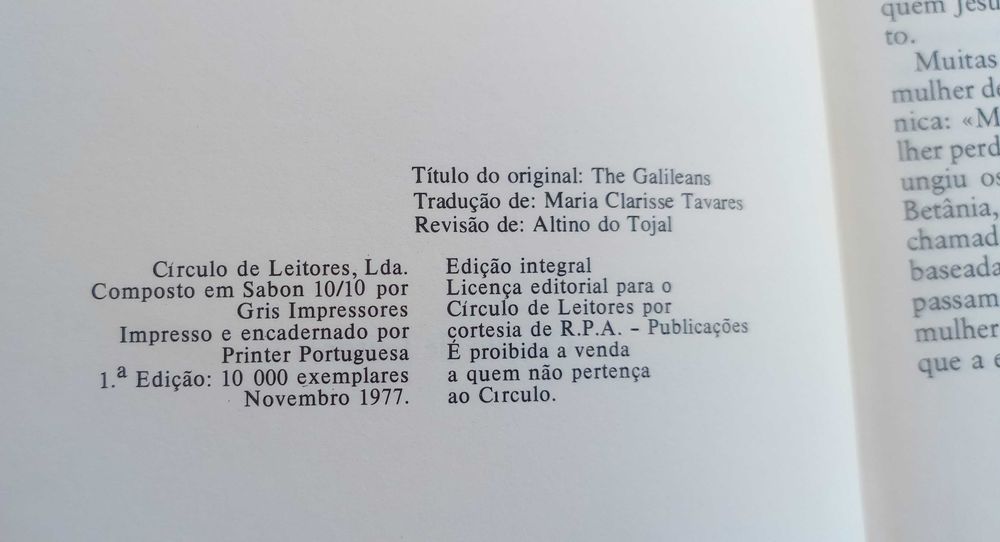 Título do original: The Galileans
Tradução de: Maria Clarisse Tavares
Revisão de: Altino do Tojal
Círculo de Leitores, Lda.
Composto em Sabon 10/10 por
Gris Impressores
Impresso e encadernado por
Printer Portuguesa
1.ª Edição: 10 000 exemplares
Novembro 1977.
Edição integral
Licença editorial para o
Círculo de Leitores por
cortesia de R.P.A. - Publicações
É proibida a venda
a quem não pertença
ao Círculo.
quem Jesu
to.
Muitas
mulher de
nica: «M
lher perd
ungiu os
Betânia,
chamad
baseada
passam
mulher
que a e